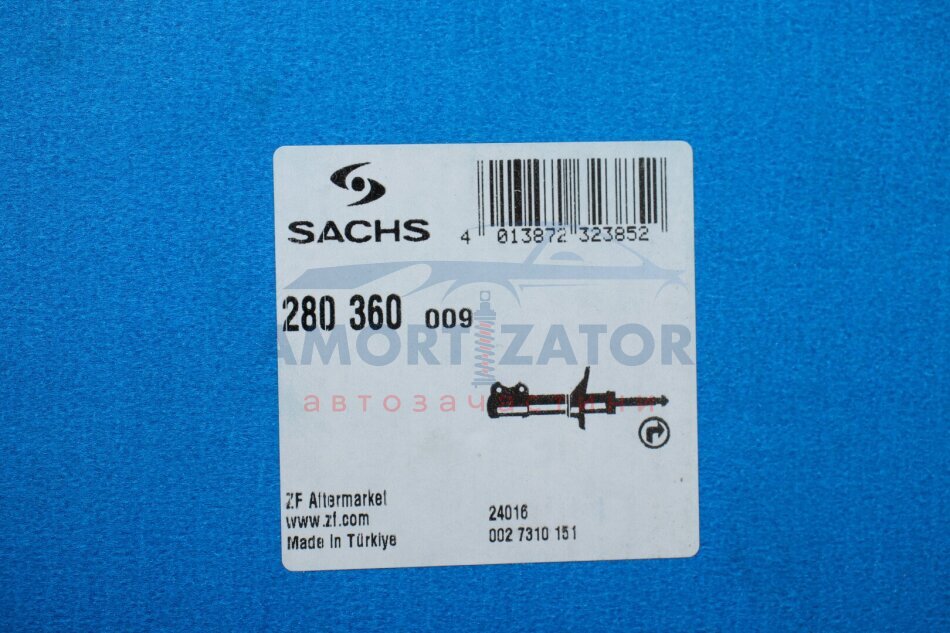 SACHS
4 013872 323852
280 360 009
AMORTIZATOR
автозапчасти
ZF Aftermarket
www.zf.com
Made in Türkiye
24016
002 7310 151